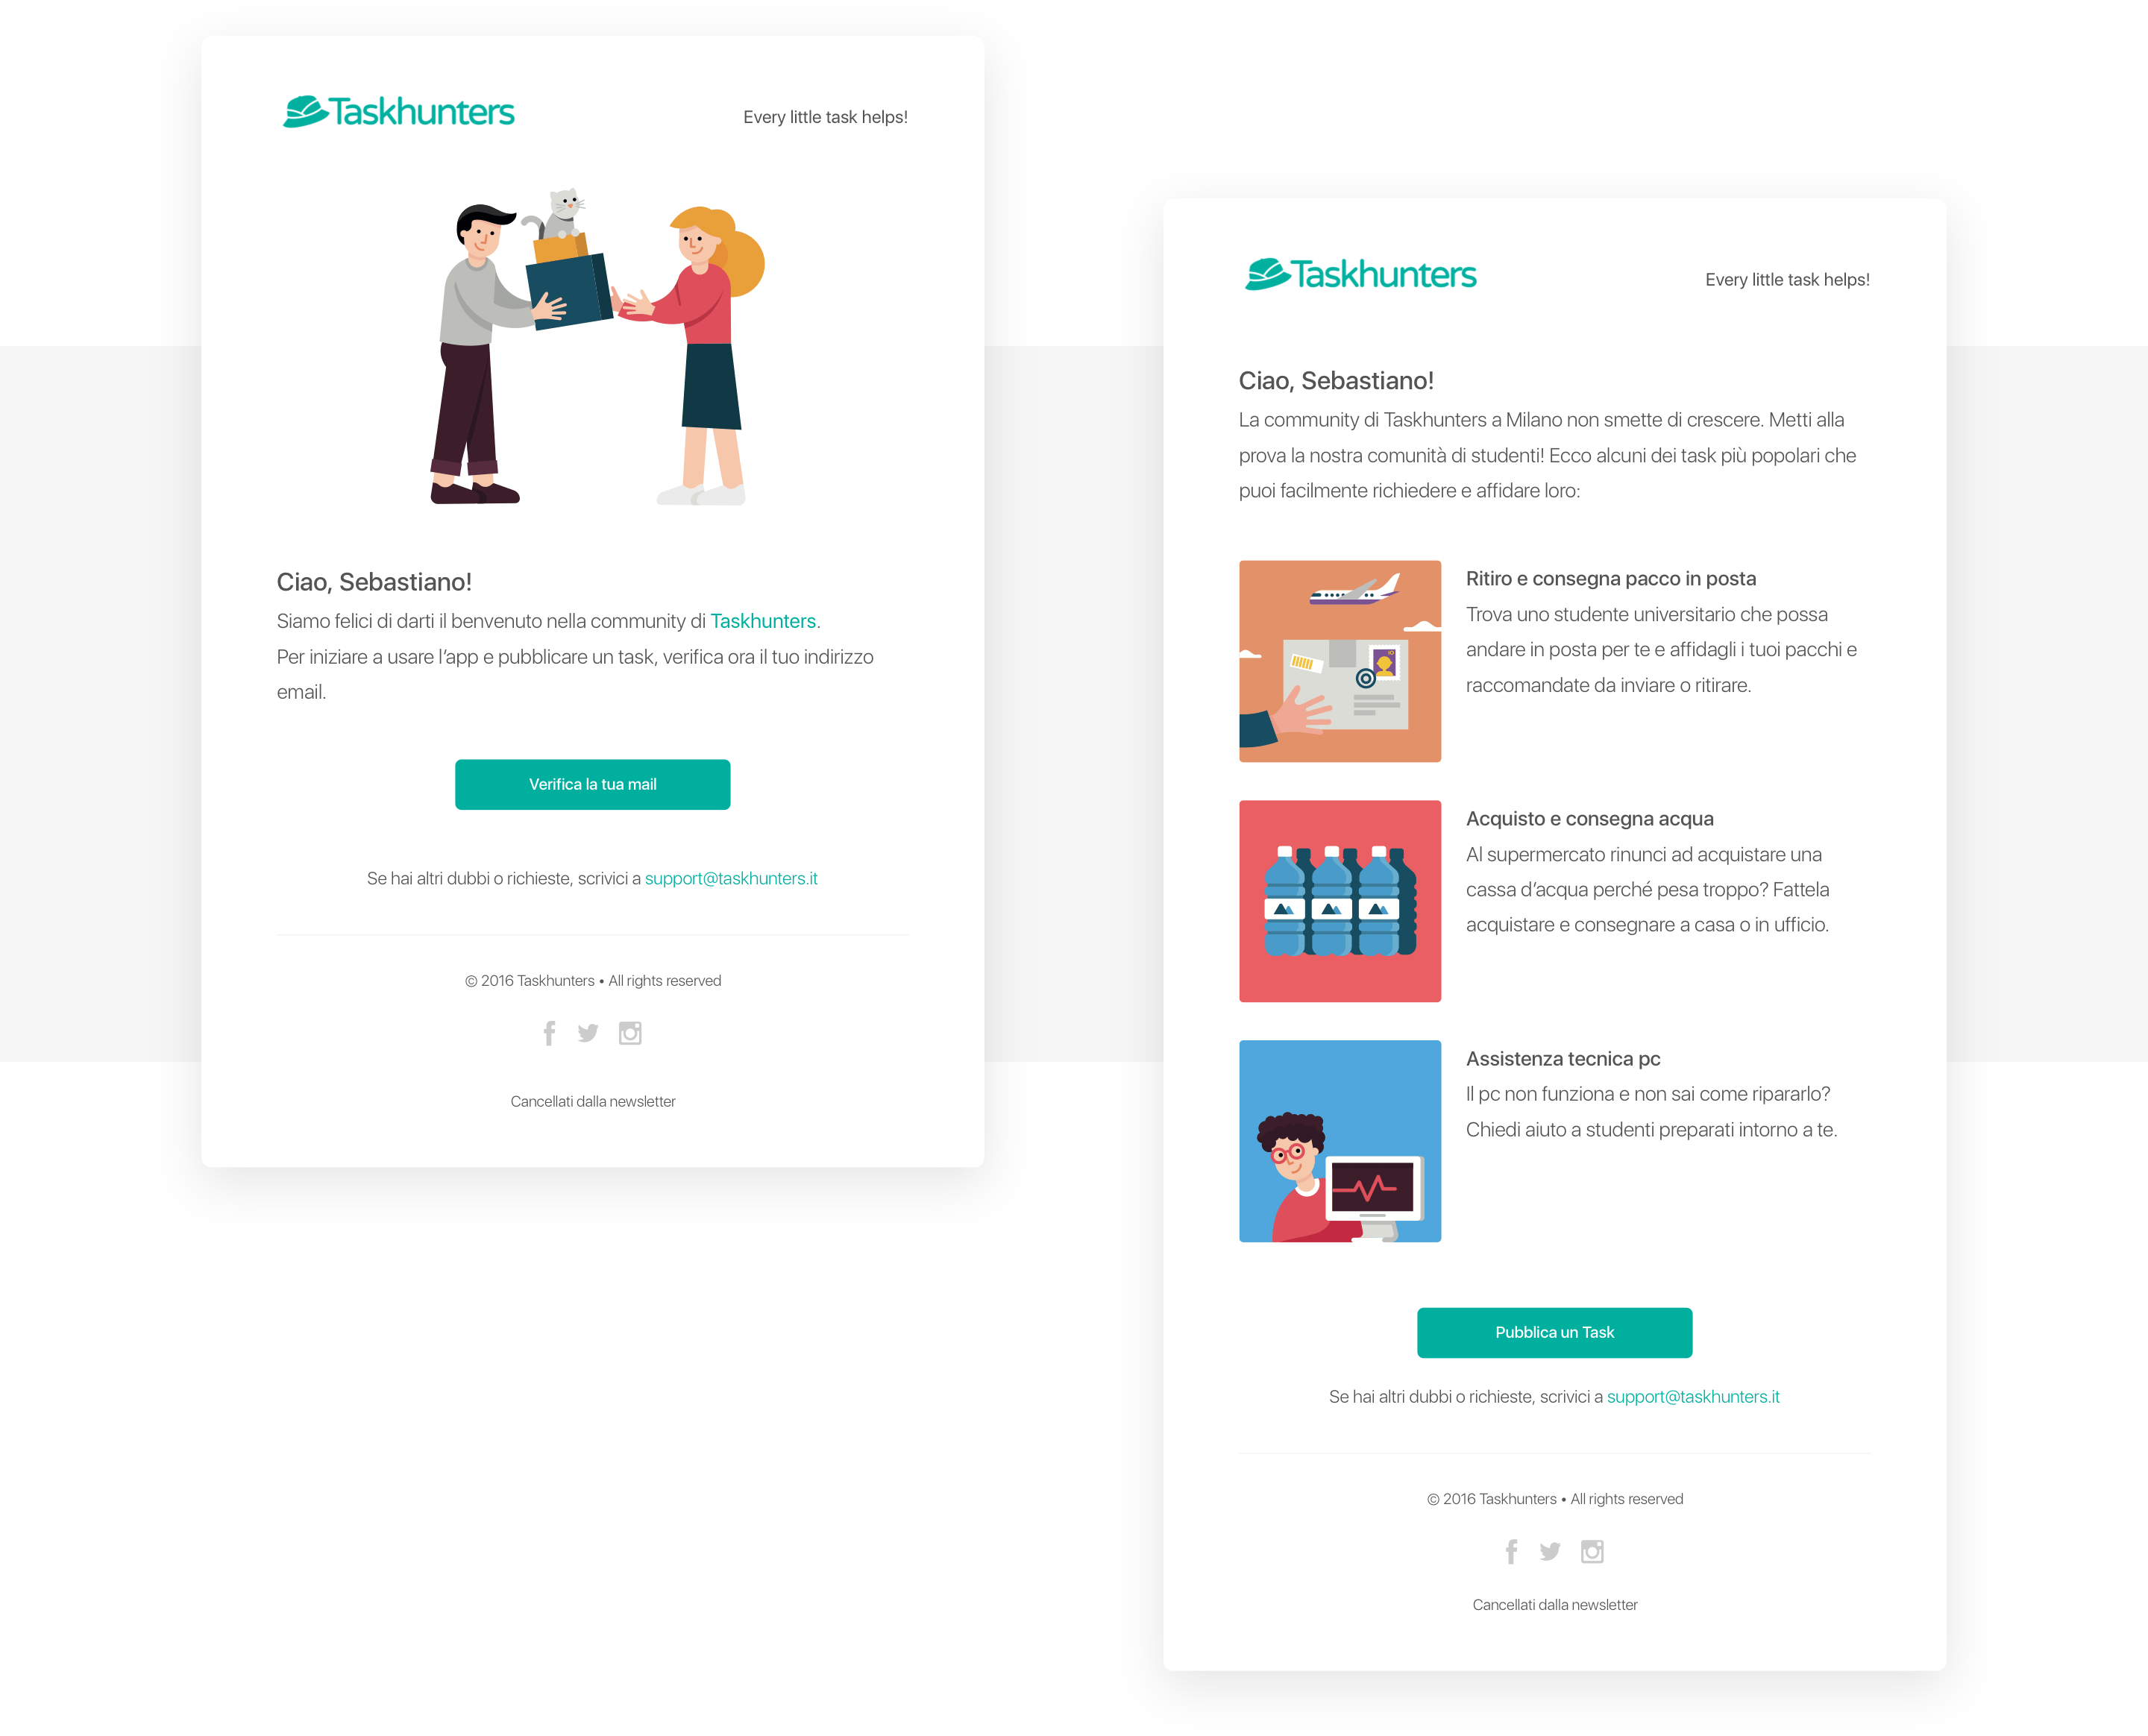 Taskhunters
Every little task helps!
Ciao, Sebastiano!
Siamo felici di darti il benvenuto nella community di Taskhunters.
Per iniziare a usare l’app e pubblicare un task, verifica ora il tuo indirizzo
email.
Verifica la tua mail
Se hai altri dubbi o richieste, scrivici a support@taskhunters.it
© 2016 Taskhunters • All rights reserved
Cancellati dalla newsletter
Taskhunters
Every little task helps!
Ciao, Sebastiano!
La community di Taskhunters a Milano non smette di crescere. Metti alla
prova la nostra comunità di studenti! Ecco alcuni dei task più popolari che
puoi facilmente richiedere e affidare loro:
Ritiro e consegna pacco in posta
Trova uno studente universitario che possa
andare in posta per te e affidagli i tuoi pacchi e
raccomandate da inviare o ritirare.
Acquisto e consegna acqua
Al supermercato rinunci ad acquistare una
cassa d’acqua perché pesa troppo? Fattela
acquistare e consegnare a casa o in ufficio.
Assistenza tecnica pc
Il pc non funziona e non sai come ripararlo?
Chiedi aiuto a studenti preparati intorno a te.
Pubblica un Task
Se hai altri dubbi o richieste, scrivici a support@taskhunters.it
© 2016 Taskhunters • All rights reserved
Cancellati dalla newsletter